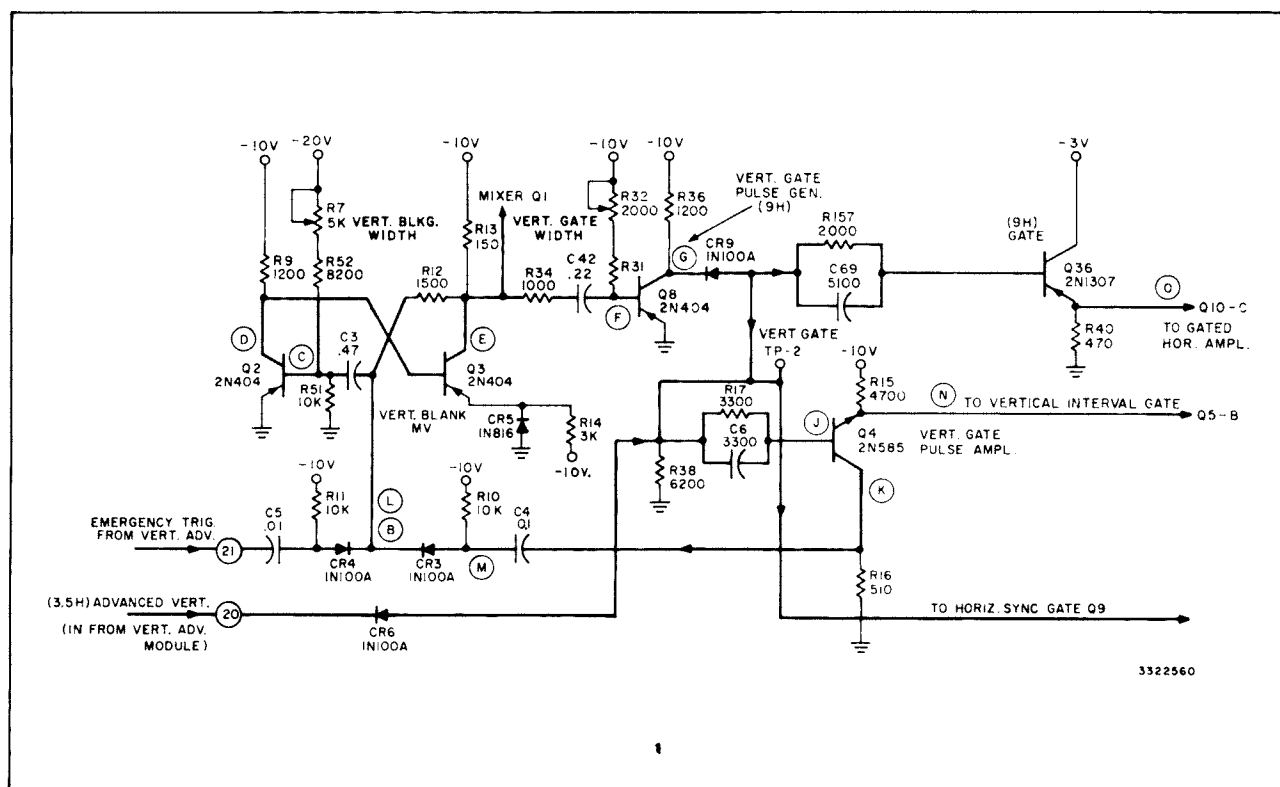 -10V
-20V
-10V
-10V
-10V
-3V
R7
5K
VERT. BLKG.
WIDTH
MIXER Q1
VERT. GATE
WIDTH
R32
2000
R36
1200
VERT. GATE
PULSE GEN.
(9H)
R9
1200
R52
8200
R13
150
R12
1500
R34
1000
C42
.22
R31
G
CR9
IN100A
R157
2000
C69
5100
(9H)
GATE
Q36
2N1307
O
Q10-C
TO GATED
HOR. AMPL.
R40
470
D
C
C3
.47
Q2
2N404
R51
10K
E
Q3
2N404
VERT. BLANK
MV
CR5
IN816
R14
3K
-10V.
F
Q8
2N404
VERT GATE
TP-2
-10V
R15
4700
N
TO VERTICAL INTERVAL GATE
Q5-B
R17
3300
C6
3300
J
Q4
2N585
VERT. GATE
PULSE AMPL.
R38
6200
K
-10V
R11
10K
L
B
-10V
R10
10K
C4
0.1
C5
.01
EMERGENCY TRIG.
FROM VERT. ADV.
21
CR4
IN100A
CR3
IN100A
M
R16
510
(3.5H) ADVANCED VERT.
20
(IN FROM VERT. ADV.
MODULE)
CR6
IN100A
TO HORIZ. SYNC GATE Q9
3322560